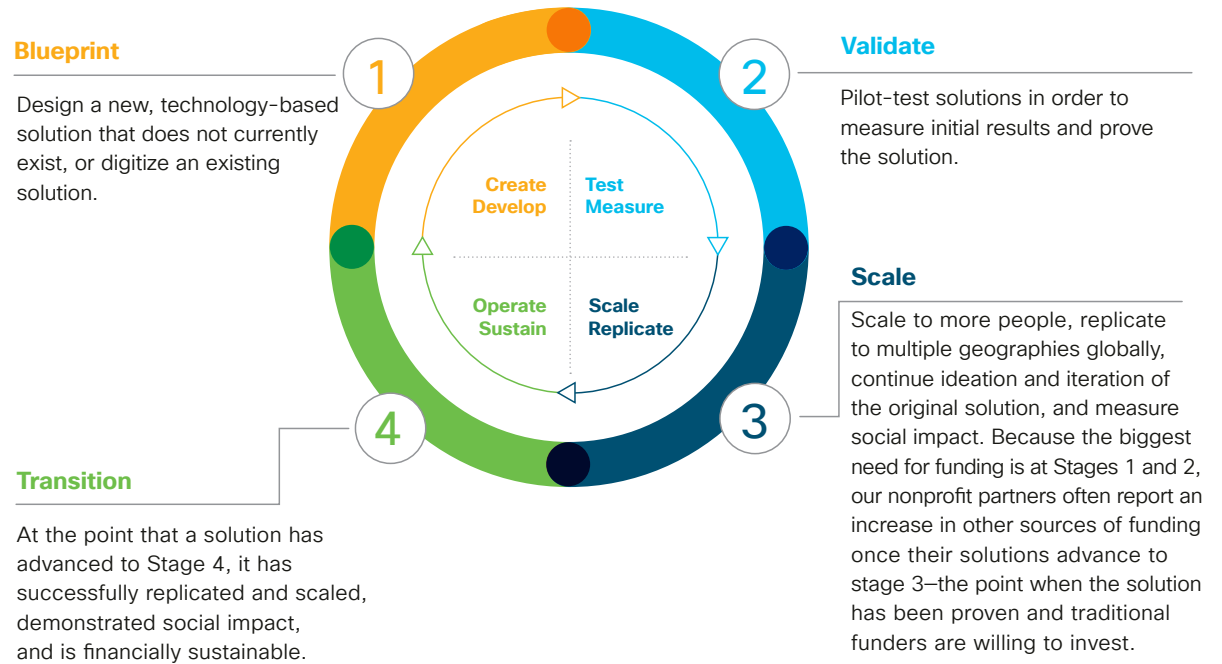 Blueprint
1
Design a new, technology-based
solution that does not currently
exist, or digitize an existing
solution.
Validate
2
Pilot-test solutions in order to
measure initial results and prove
the solution.
Create
Develop
Test
Measure
Operate
Sustain
Scale
Replicate
Scale
3
Scale to more people, replicate
to multiple geographies globally,
continue ideation and iteration of
the original solution, and measure
social impact. Because the biggest
need for funding is at Stages 1 and 2,
our nonprofit partners often report an
increase in other sources of funding
once their solutions advance to
stage 3—the point when the solution
has been proven and traditional
funders are willing to invest.
4
Transition
At the point that a solution has
advanced to Stage 4, it has
successfully replicated and scaled,
demonstrated social impact,
and is financially sustainable.